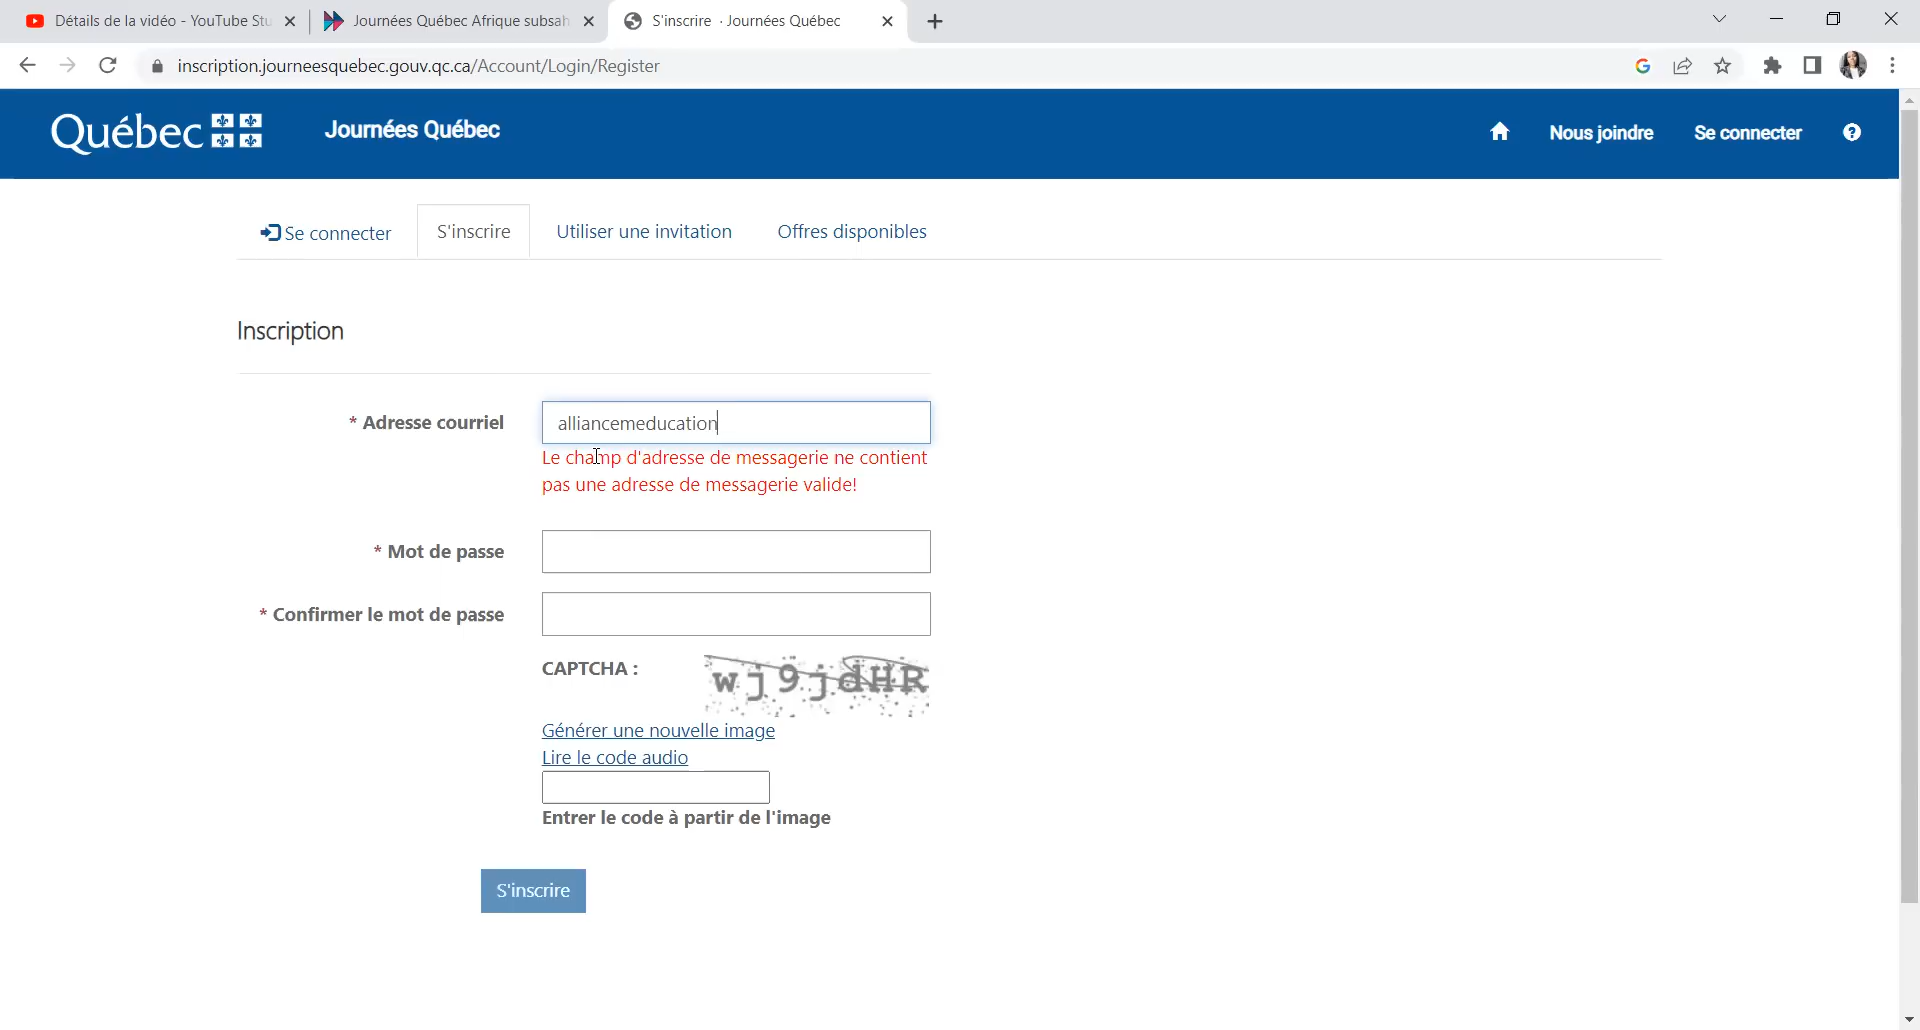 Détails de la vidéo - YouTube Stu
Journées Québec Afrique subsah
S'inscrire · Journées Québec
inscription.journeesquebec.gouv.qc.ca/Account/Login/Register
Québec
Journées Québec
Nous joindre
Se connecter
Se connecter
S'inscrire
Utiliser une invitation
Offres disponibles
Inscription
* Adresse courriel
alliancemeducation
Le champ d'adresse de messagerie ne contient
pas une adresse de messagerie valide!
* Mot de passe
* Confirmer le mot de passe
CAPTCHA :
wj9jdHR
Générer une nouvelle image
Lire le code audio
Entrer le code à partir de l'image
S'inscrire